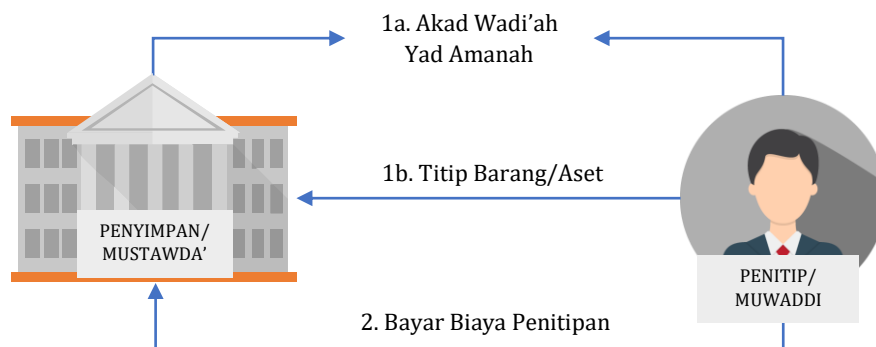 1a. Akad Wadi’ah
Yad Amanah
1b. Titip Barang/Aset
PENYIMPAN/
MUSTAWDA’
PENITIP/
MUWADDI
2. Bayar Biaya Penitipan